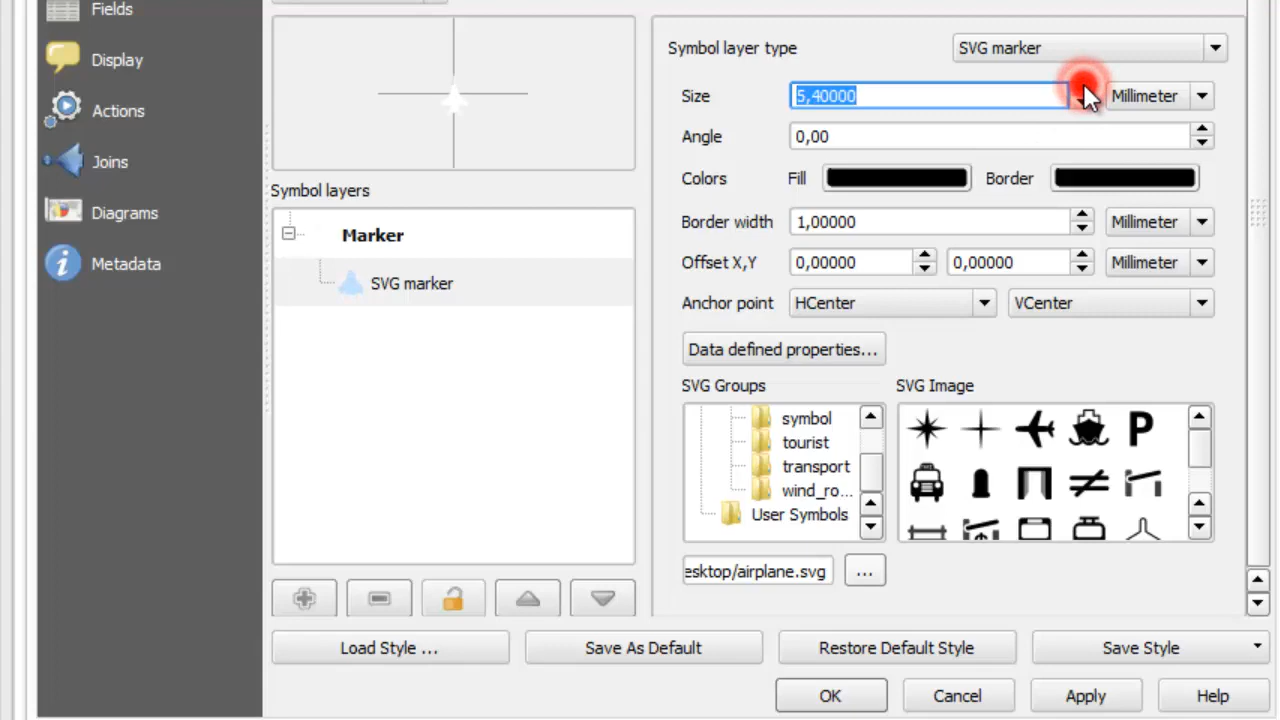 Fields
Display
Actions
Joins
Diagrams
Metadata
Symbol layers
Marker
SVG marker
Symbol layer type
SVG marker
Size
5,40000
Millimeter
Angle
0,00
Colors
Fill
Border
Border width
1,00000
Millimeter
Offset X,Y
0,00000
0,00000
Millimeter
Anchor point
HCenter
VCenter
Data defined properties...
SVG Groups
SVG Image
symbol
tourist
transport
wind_ro...
User Symbols
P
esktop/airplane.svg
...
Load Style ...
Save As Default
Restore Default Style
Save Style
OK
Cancel
Apply
Help